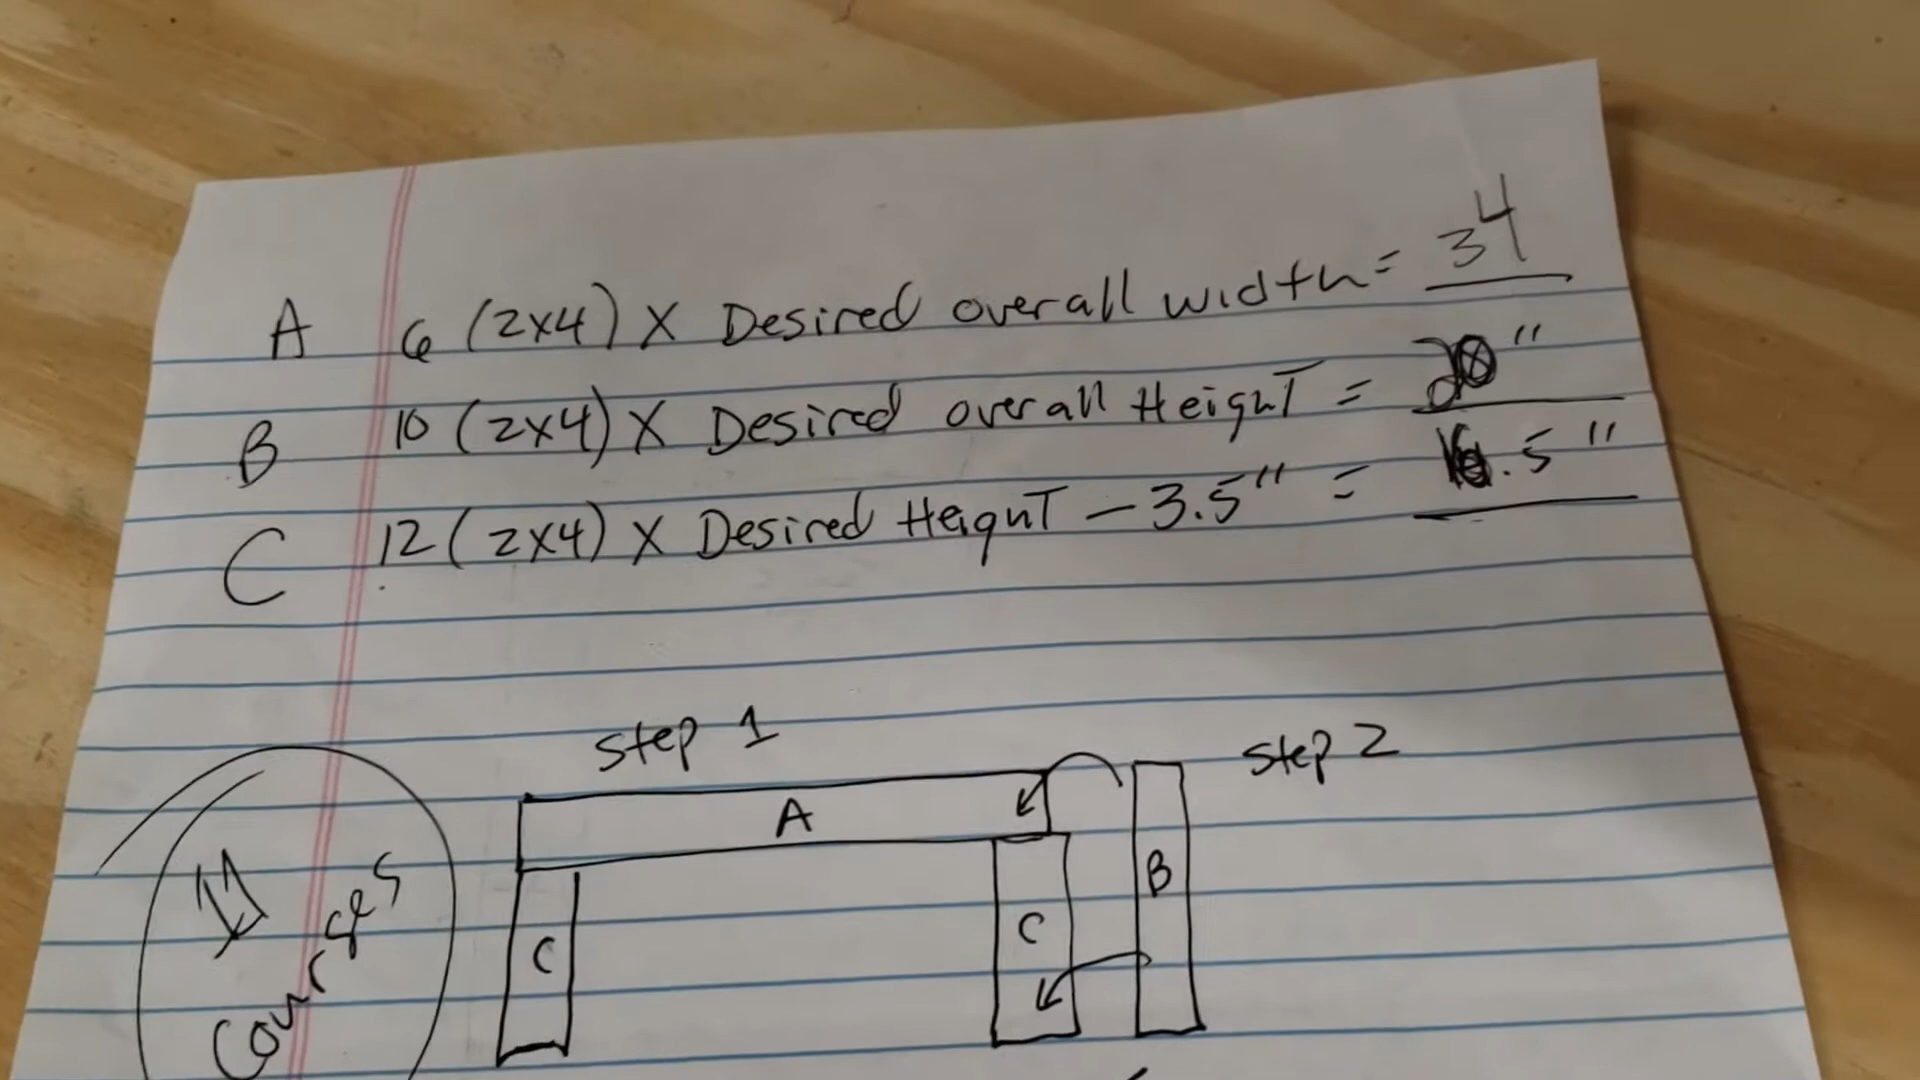 A 6 (2x4) X Desired overall width = 34
B 10 (2x4) X Desired overall HeighT = 20"
C 12 (2x4) X Desired HeighT - 3.5" = 16.5"
Step 1
Step 2
A
B
C
C